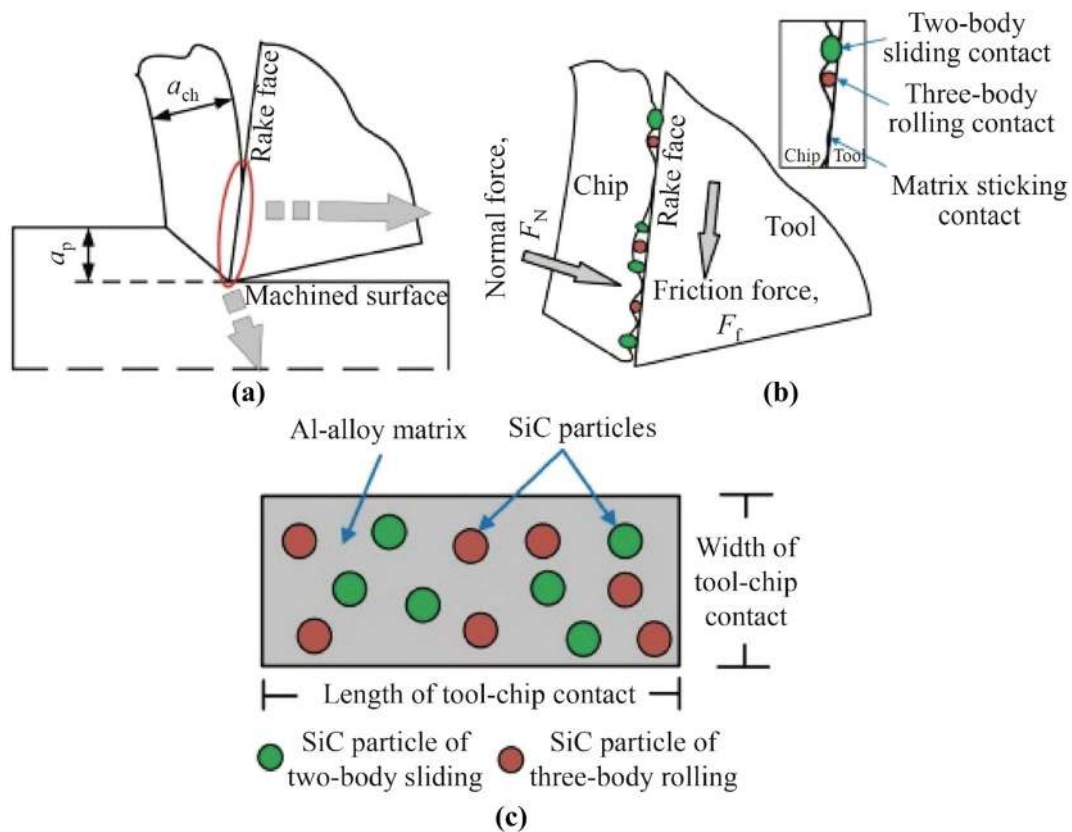 a_ch
Rake face
a_p
Machined surface
(a)
Two-body
sliding contact
Three-body
rolling contact
Chip
Tool
Matrix sticking
contact
Normal force,
F_N
Chip
Rake face
Tool
Friction force,
F_f
(b)
Al-alloy matrix
SiC particles
Width of
tool-chip
contact
Length of tool-chip contact
SiC particle of
two-body sliding
SiC particle of
three-body rolling
(c)